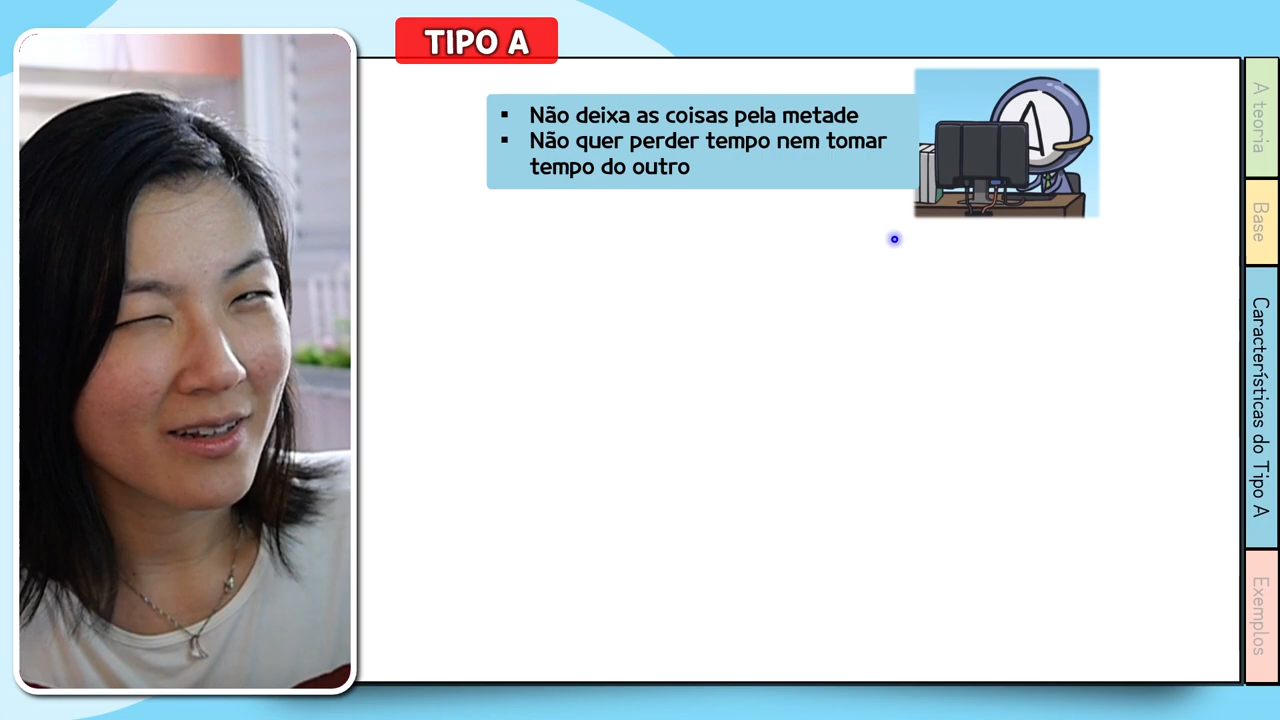 TIPO A
▪ Não deixa as coisas pela metade
▪ Não quer perder tempo nem tomar
tempo do outro
A
A teoria
Base
Características do Tipo A
Exemplos